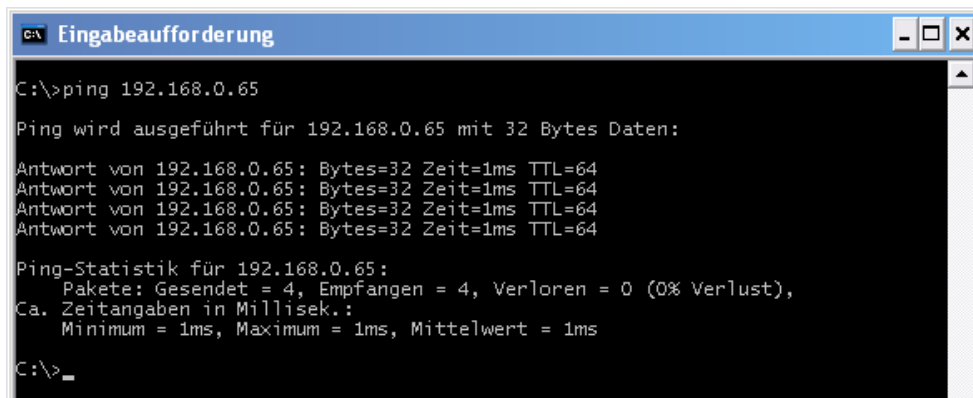 Eingabeaufforderung
C:\>ping 192.168.0.65
Ping wird ausgeführt für 192.168.0.65 mit 32 Bytes Daten:
Antwort von 192.168.0.65: Bytes=32 Zeit=1ms TTL=64
Antwort von 192.168.0.65: Bytes=32 Zeit=1ms TTL=64
Antwort von 192.168.0.65: Bytes=32 Zeit=1ms TTL=64
Antwort von 192.168.0.65: Bytes=32 Zeit=1ms TTL=64
Ping-Statistik für 192.168.0.65:
    Pakete: Gesendet = 4, Empfangen = 4, Verloren = 0 (0% Verlust),
Ca. Zeitangaben in Millisek.:
    Minimum = 1ms, Maximum = 1ms, Mittelwert = 1ms
C:\>_